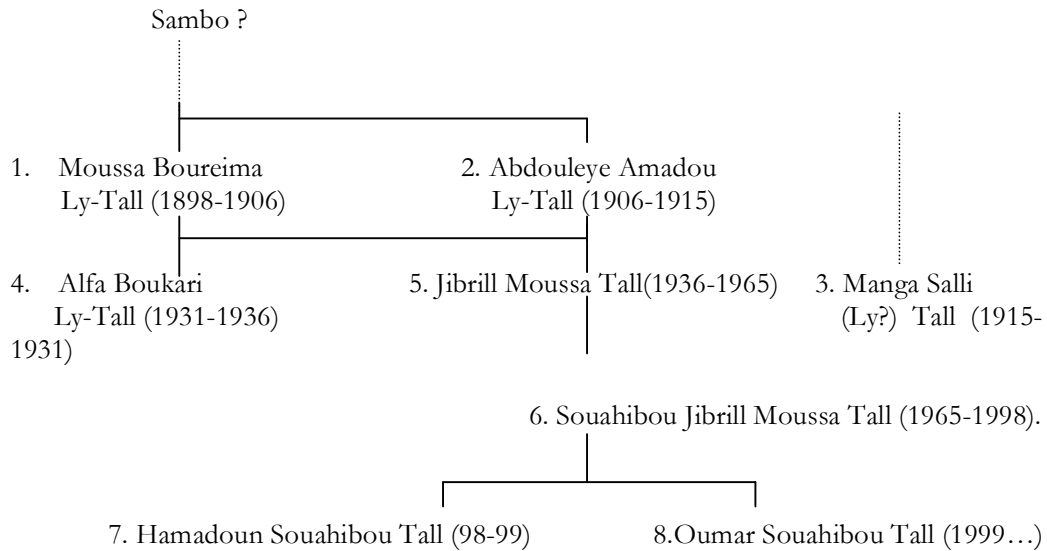 Sambo ?
1. Moussa Boureima 2. Abdouleye Amadou
Ly-Tall (1898-1906) Ly-Tall (1906-1915)
4. Alfa Boukari 5. Jibrill Moussa Tall(1936-1965) 3. Manga Salli
Ly-Tall (1931-1936) (Ly?) Tall (1915-
1931)
6. Souahibou Jibrill Moussa Tall (1965-1998).
7. Hamadoun Souahibou Tall (98-99) 8.Oumar Souahibou Tall (1999…)